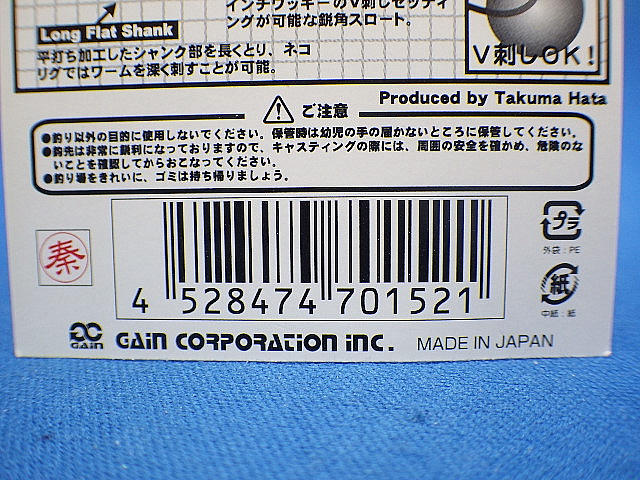 インチワッキーのV刺しセッティ
ングが可能な鋭角スロート。
Long Flat Shank
平打ち加工したシャンク部を長くとり、ネコ
リグではワームを深く刺すことが可能。
V刺しOK!
Produced by Takuma Hata
ご注意
●釣り以外の目的に使用しないでください。保管時は幼児の手の届かないところに保管してください。
●釣先は非常に鋭利になっておりますので、キャスティングの際には、周囲の安全を確かめ、危険のな
いことを確認してからおこなってください。
●釣り場をきれいに、ゴミは持ち帰りましょう。
秦
プラ
外袋:PE
紙
中紙:紙
4 528474 701521
GAIN
GAIN CORPORATION INC.
MADE IN JAPAN